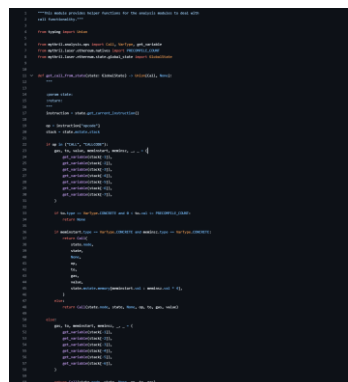 """This module provides helper functions for the analysis modules to deal with
call functionality."""
from typing import Union
from mythril.analysis.ops import Call, VarType, get_variable
from mythril.laser.ethereum.natives import PRECOMPILE_COUNT
from mythril.laser.ethereum.state.global_state import GlobalState
def get_call_from_state(state: GlobalState) -> Union[Call, None]:
"""
:param state:
:return:
"""
instruction = state.get_current_instruction()
op = instruction["opcode"]
stack = state.mstate.stack
if op in ("CALL", "CALLCODE"):
gas, to, value, meminstart, meminsz, _, _ = (
get_variable(stack[-1]),
get_variable(stack[-2]),
get_variable(stack[-3]),
get_variable(stack[-4]),
get_variable(stack[-5]),
get_variable(stack[-6]),
get_variable(stack[-7]),
)
if to.type == VarType.CONCRETE and 0 < to.val <= PRECOMPILE_COUNT:
return None
if meminstart.type == VarType.CONCRETE and meminsz.type == VarType.CONCRETE:
return Call(
state.node,
state,
None,
op,
to,
gas,
value,
state.mstate.memory[meminstart.val : meminsz.val * 4],
)
else:
return Call(state.node, state, None, op, to, gas, value)
else:
gas, to, meminstart, meminsz, _, _ = (
get_variable(stack[-1]),
get_variable(stack[-2]),
get_variable(stack[-3]),
get_variable(stack[-4]),
get_variable(stack[-5]),
get_variable(stack[-6]),
)